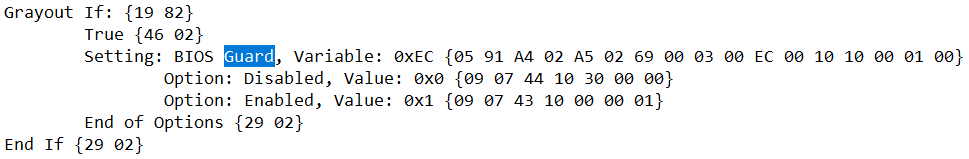 Grayout If: {19 82}
True {46 02}
Setting: BIOS Guard, Variable: 0xEC {05 91 A4 02 A5 02 69 00 03 00 EC 00 10 10 00 01 00}
Option: Disabled, Value: 0x0 {09 07 44 10 30 00 00}
Option: Enabled, Value: 0x1 {09 07 43 10 00 00 01}
End of Options {29 02}
End If {29 02}